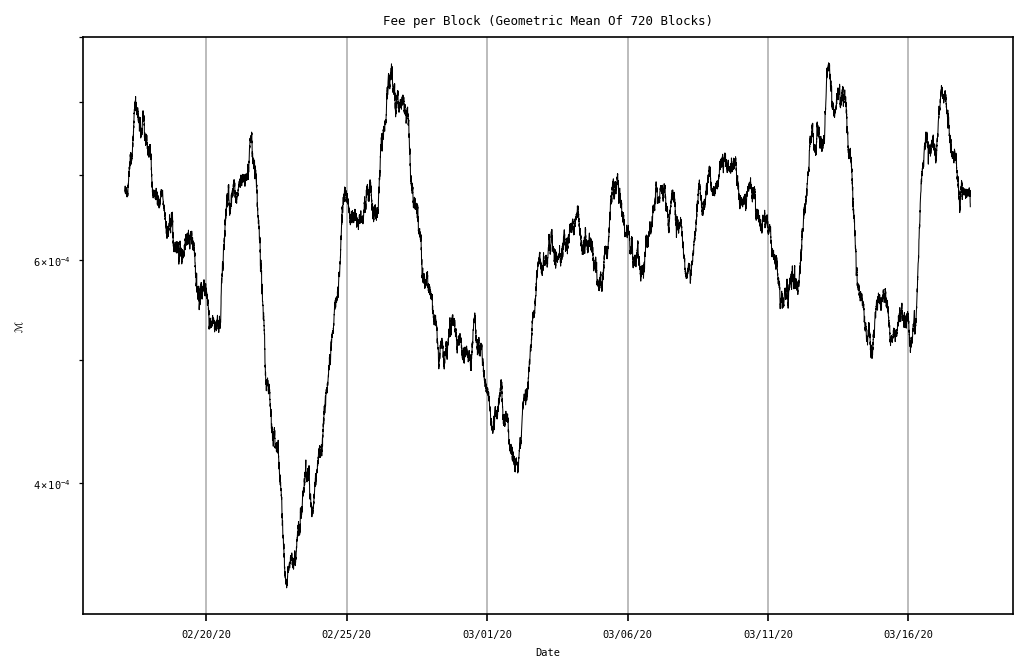 Fee per Block (Geometric Mean Of 720 Blocks)
6×10⁻⁴
ℳ
4×10⁻⁴
02/20/20 02/25/20 03/01/20 03/06/20 03/11/20 03/16/20
Date